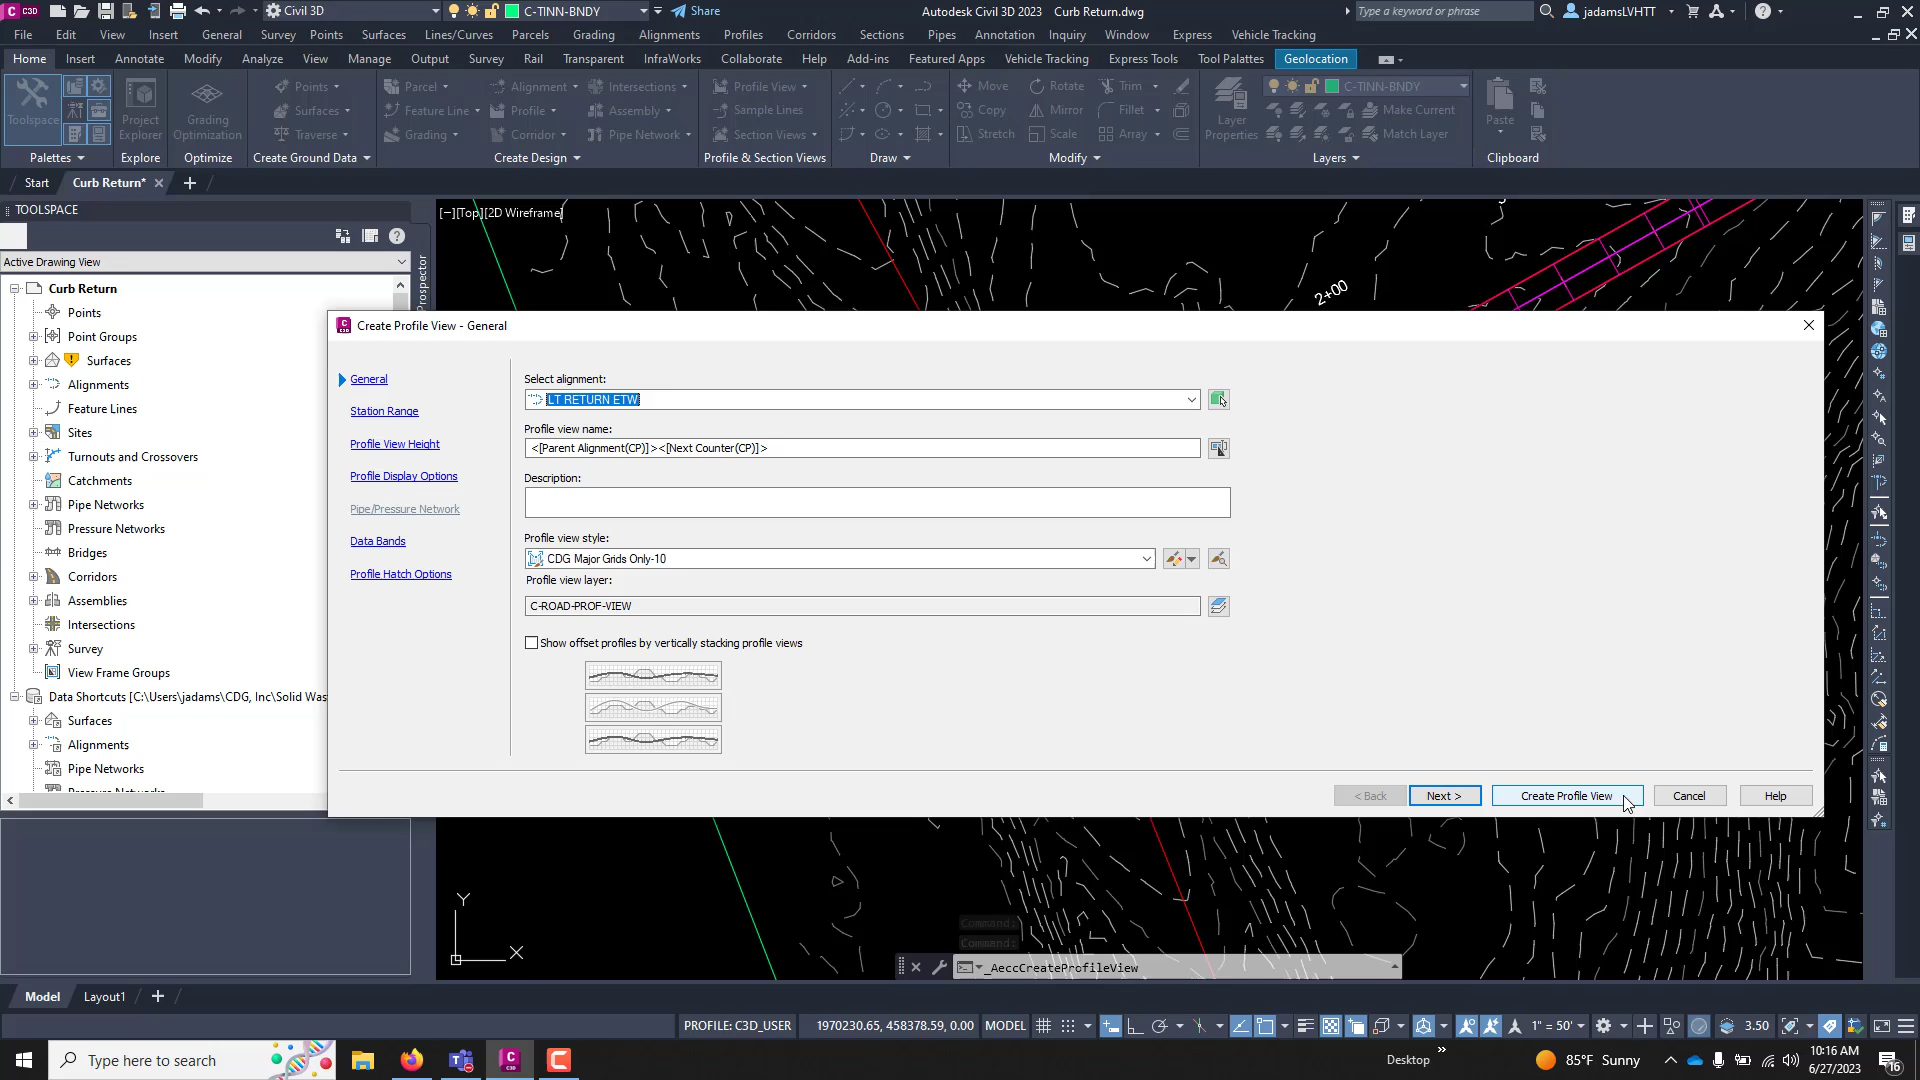 C3D
Civil 3D
C-TINN-BNDY
Share
Autodesk Civil 3D 2023 Curb Return.dwg
Type a keyword or phrase
jadamsLVHTT
File Edit View Insert General Survey Points Surfaces Lines/Curves Parcels Grading Alignments Profiles Corridors Sections Pipes Annotation Inquiry Window Express Vehicle Tracking
Home Insert Annotate Modify Analyze View Manage Output Survey Rail Transparent InfraWorks Collaborate Help Add-ins Featured Apps Vehicle Tracking Express Tools Tool Palettes Geolocation
Points Parcel Alignment Intersections Profile View Move Rotate Trim C-TINN-BNDY
Toolspace Project Explorer Grading Optimization Surfaces Feature Line Profile Assembly Sample Lines Copy Mirror Fillet Layer Properties Make Current Paste
Traverse Grading Corridor Pipe Network Section Views Stretch Scale Array Match Layer
Palettes Explore Optimize Create Ground Data Create Design Profile & Section Views Draw Modify Layers Clipboard
Start Curb Return*
TOOLSPACE
[−][Top][2D Wireframe]
Active Drawing View
Prospector
Curb Return
Points
Point Groups
Surfaces
Alignments
Feature Lines
Sites
Turnouts and Crossovers
Catchments
Pipe Networks
Pressure Networks
Bridges
Corridors
Assemblies
Intersections
Survey
View Frame Groups
Data Shortcuts [C:\Users\jadams\CDG, Inc\Solid Was
Surfaces
Alignments
Pipe Networks
2+00
Create Profile View - General
General
Station Range
Profile View Height
Profile Display Options
Pipe/Pressure Network
Data Bands
Profile Hatch Options
Select alignment:
LT RETURN ETW
Profile view name:
<[Parent Alignment(CP)]><[Next Counter(CP)]>
Description:
Profile view style:
CDG Major Grids Only-10
Profile view layer:
C-ROAD-PROF-VIEW
Show offset profiles by vertically stacking profile views
< Back Next > Create Profile View Cancel Help
Y
X
Command:
Command:
_AeccCreateProfileView
Model Layout1
PROFILE: C3D_USER 1970230.65, 458378.59, 0.00 MODEL 1" = 50' 3.50
Type here to search
Desktop
85°F Sunny
10:16 AM
6/27/2023
16